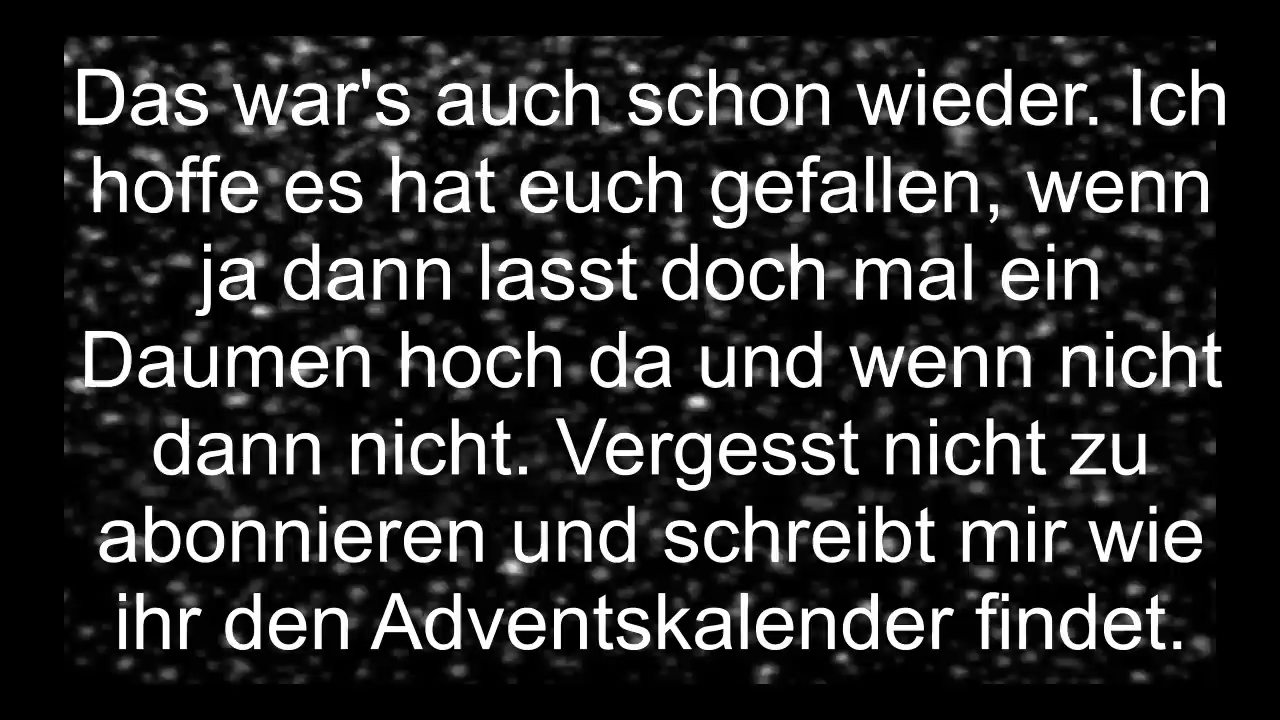 Das war's auch schon wieder. Ich
hoffe es hat euch gefallen, wenn
ja dann lasst doch mal ein
Daumen hoch da und wenn nicht
dann nicht. Vergesst nicht zu
abonnieren und schreibt mir wie
ihr den Adventskalender findet.